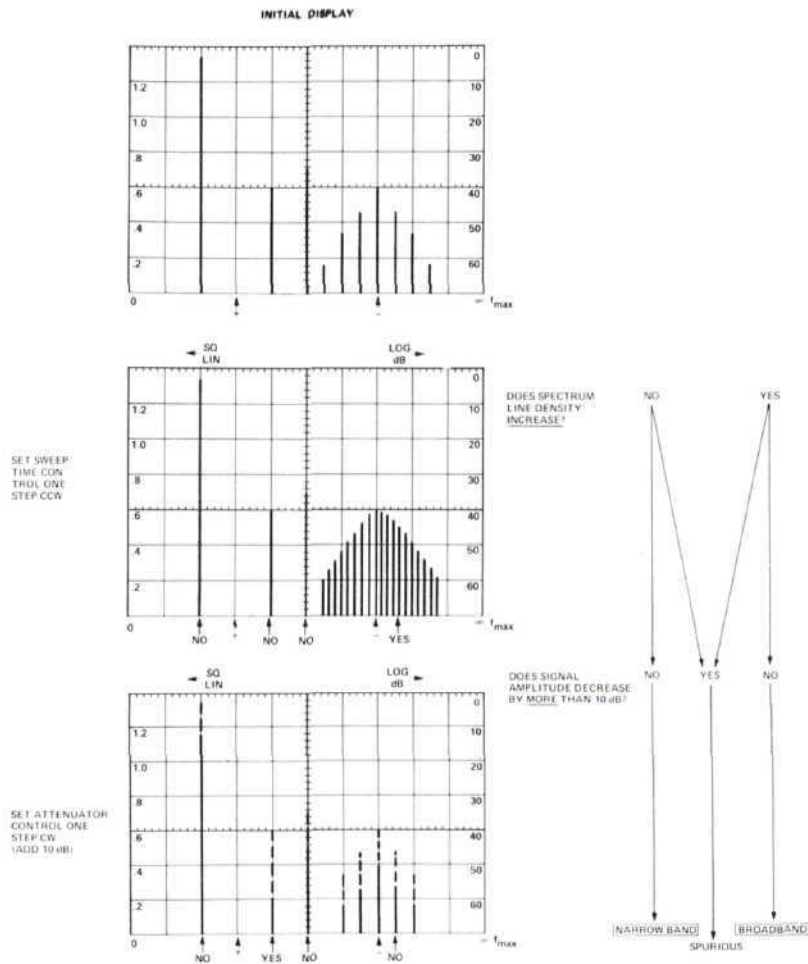 INITIAL DISPLAY
0
1.2 10
1.0 20
.8 30
.6 40
.4 50
.2 60
0 + − ∞ fmax
SQ LOG
LIN dB
SET SWEEP
TIME CON
TROL ONE
STEP CCW
0
1.2 10
1.0 20
.8 30
.6 40
.4 50
.2 60
0 + − ∞ fmax
NO NO NO YES
DOES SPECTRUM
LINE DENSITY
INCREASE?
NO YES
SQ LOG
LIN dB
DOES SIGNAL
AMPLITUDE DECREASE
BY MORE THAN 10 dB?
NO YES NO
SET ATTENUATOR
CONTROL ONE
STEP CW
(ADD 10 dB)
0
1.2 10
1.0 20
.8 30
.6 40
.4 50
.2 60
0 + − ∞ fmax
NO YES NO NO
NARROW BAND BROADBAND
SPURIOUS